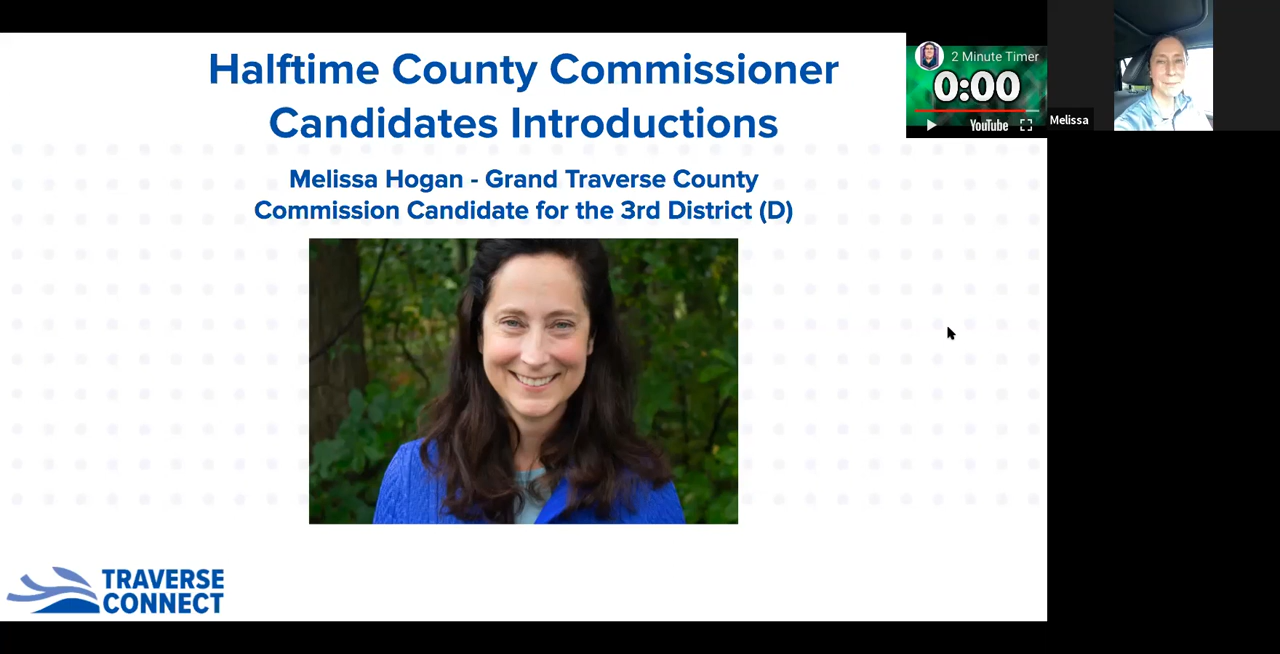 Halftime County Commissioner
Candidates Introductions
Melissa Hogan - Grand Traverse County
Commission Candidate for the 3rd District (D)
2 Minute Timer
0:00
YouTube
Melissa
TRAVERSE
CONNECT